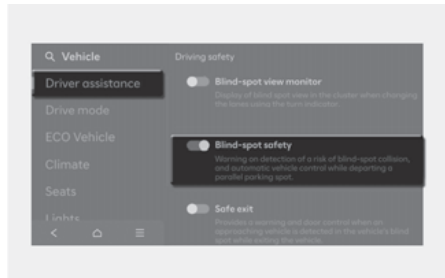 Vehicle
Driving safety
Driver assistance
Blind-spot view monitor
Display of blind spot view in the cluster when changing
the lanes using the turn indicator.
Drive mode
ECO Vehicle
Blind-spot safety
Warning on detection of a risk of blind-spot collision,
and automatic vehicle control while departing a
parallel parking spot.
Climate
Seats
Safe exit
Lights
Provides a warning and door control when an
approaching vehicle is detected in the vehicle's blind
spot while exiting the vehicle.